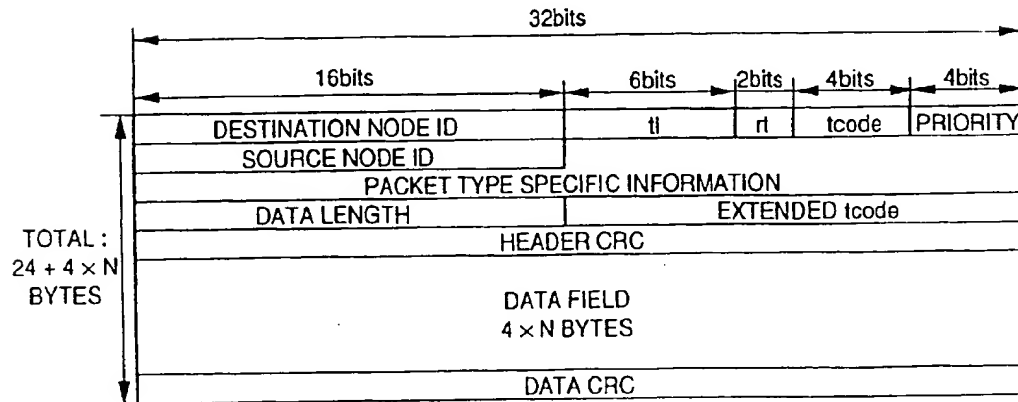 32bits
16bits 6bits 2bits 4bits 4bits
DESTINATION NODE ID tl rt tcode PRIORITY
SOURCE NODE ID
PACKET TYPE SPECIFIC INFORMATION
DATA LENGTH EXTENDED tcode
HEADER CRC
TOTAL :
24 + 4 × N
BYTES
DATA FIELD
4 × N BYTES
DATA CRC